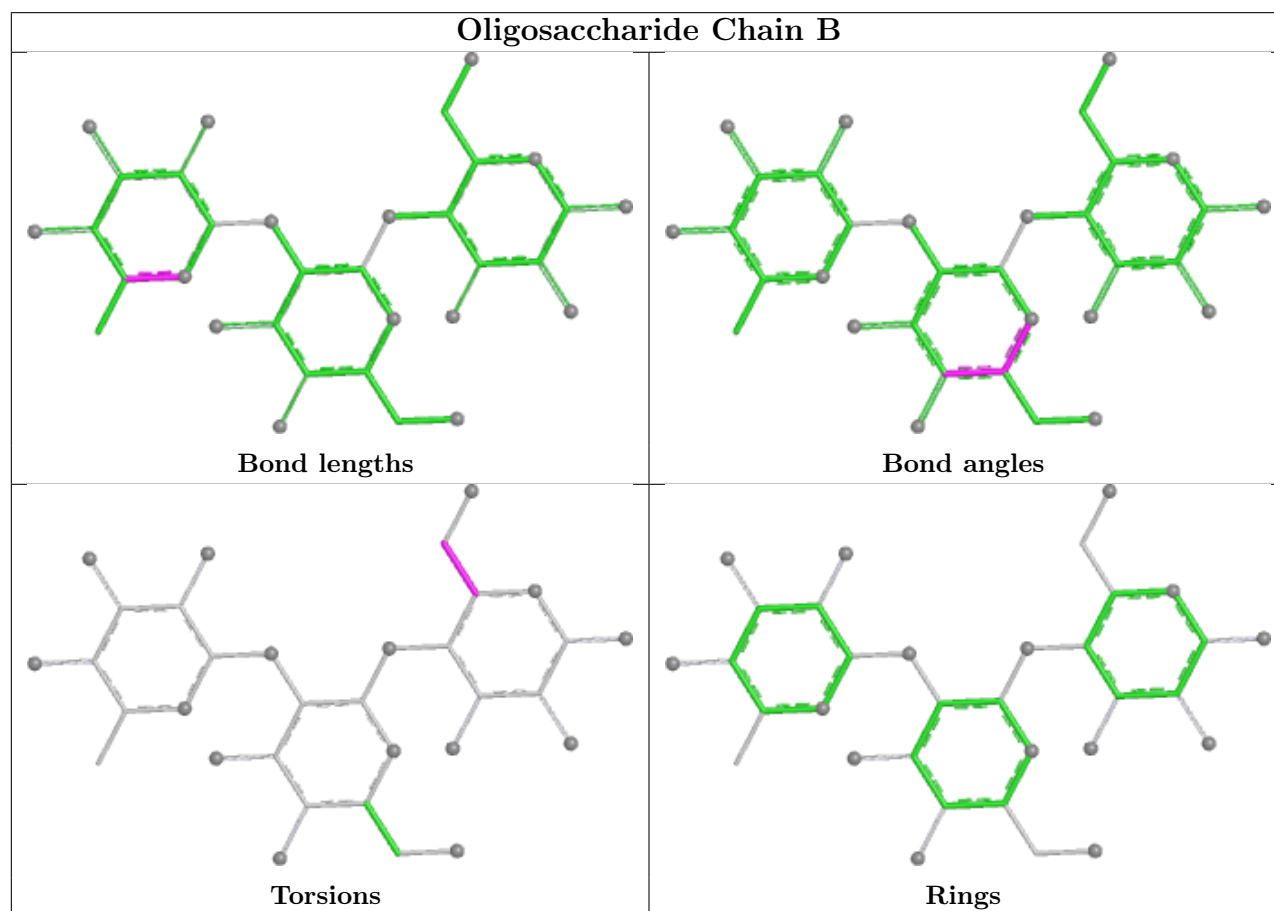 Oligosaccharide Chain B
Bond lengths
Bond angles
Torsions
Rings